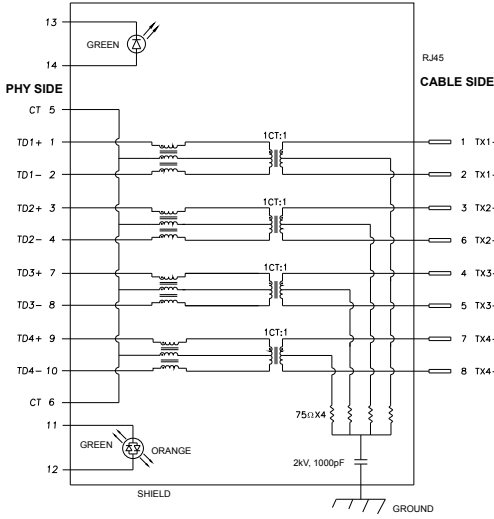 13
GREEN
14
RJ45
PHY SIDE
CABLE SIDE
CT 5
1CT:1
TD1+ 1
1 TX1-
TD1- 2
2 TX1-
1CT:1
TD2+ 3
3 TX2-
TD2- 4
6 TX2-
1CT:1
TD3+ 7
4 TX3-
TD3- 8
5 TX3-
1CT:1
TD4+ 9
7 TX4-
TD4- 10
8 TX4-
CT 6
75ΩX4
11
GREEN
ORANGE
12
2kV, 1000pF
SHIELD
GROUND